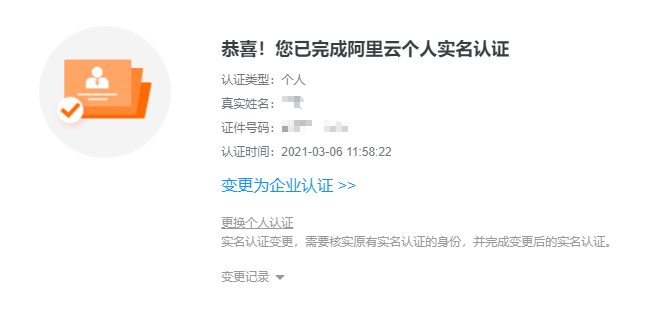 恭喜！您已完成阿里云个人实名认证
认证类型：个人
真实姓名：
证件号码：
认证时间：2021-03-06 11:58:22
变更为企业认证 >>
更换个人认证
实名认证变更，需要核实原有实名认证的身份，并完成变更后的实名认证。
变更记录